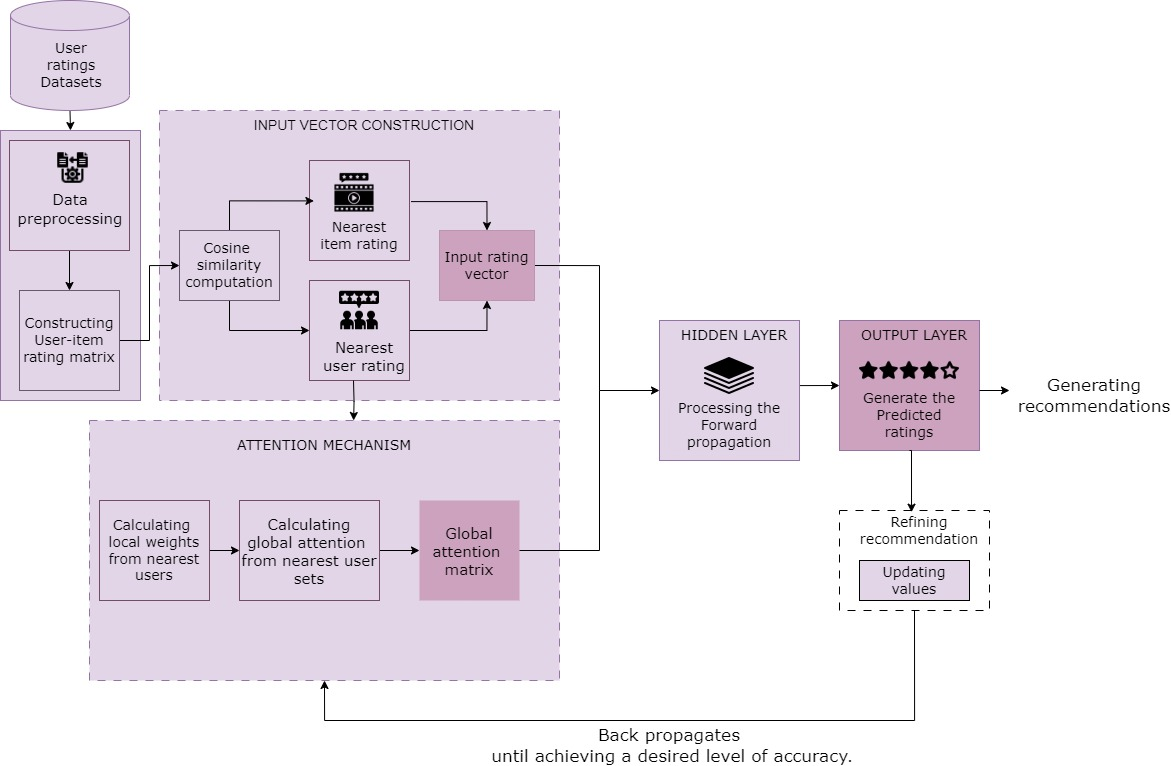 User
ratings
Datasets
Data
preprocessing
Constructing
User-item
rating matrix
INPUT VECTOR CONSTRUCTION
Cosine
similarity
computation
Nearest
item rating
Nearest
user rating
Input rating
vector
ATTENTION MECHANISM
Calculating
local weights
from nearest
users
Calculating
global attention
from nearest user
sets
Global
attention
matrix
HIDDEN LAYER
Processing the
Forward
propagation
OUTPUT LAYER
Generate the
Predicted
ratings
Generating
recommendations
Refining
recommendation
Updating
values
Back propagates
until achieving a desired level of accuracy.